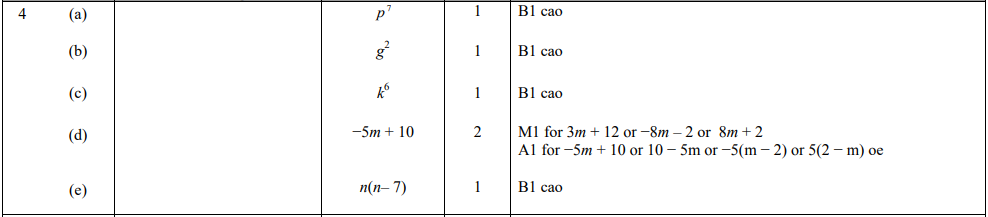 4 (a) p⁷ 1 B1 cao
(b) g² 1 B1 cao
(c) k⁶ 1 B1 cao
(d) −5m + 10 2 M1 for 3m + 12 or −8m – 2 or 8m + 2
A1 for −5m + 10 or 10 − 5m or −5(m − 2) or 5(2 − m) oe
(e) n(n– 7) 1 B1 cao